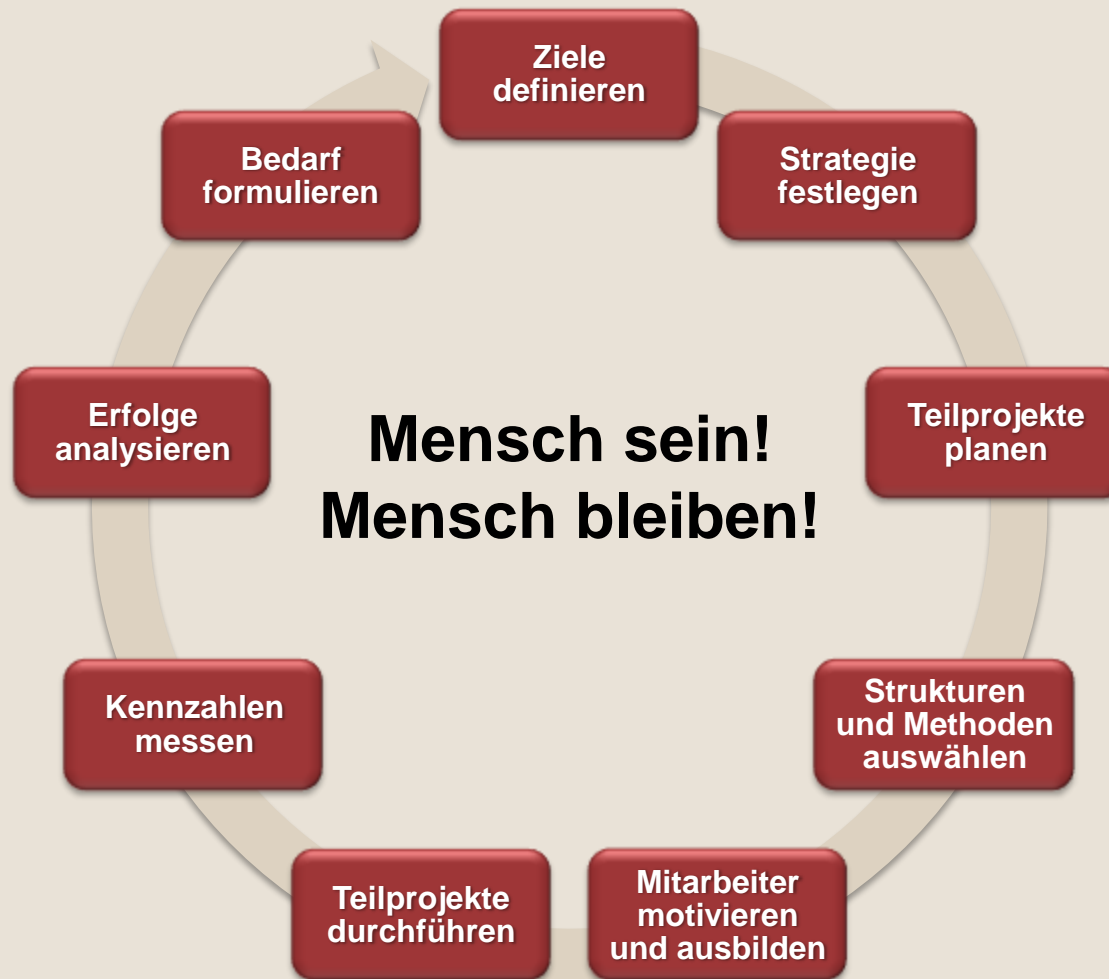 Ziele
definieren
Strategie
festlegen
Teilprojekte
planen
Strukturen
und Methoden
auswählen
Mitarbeiter
motivieren
und ausbilden
Teilprojekte
durchführen
Kennzahlen
messen
Erfolge
analysieren
Bedarf
formulieren
Mensch sein!
Mensch bleiben!